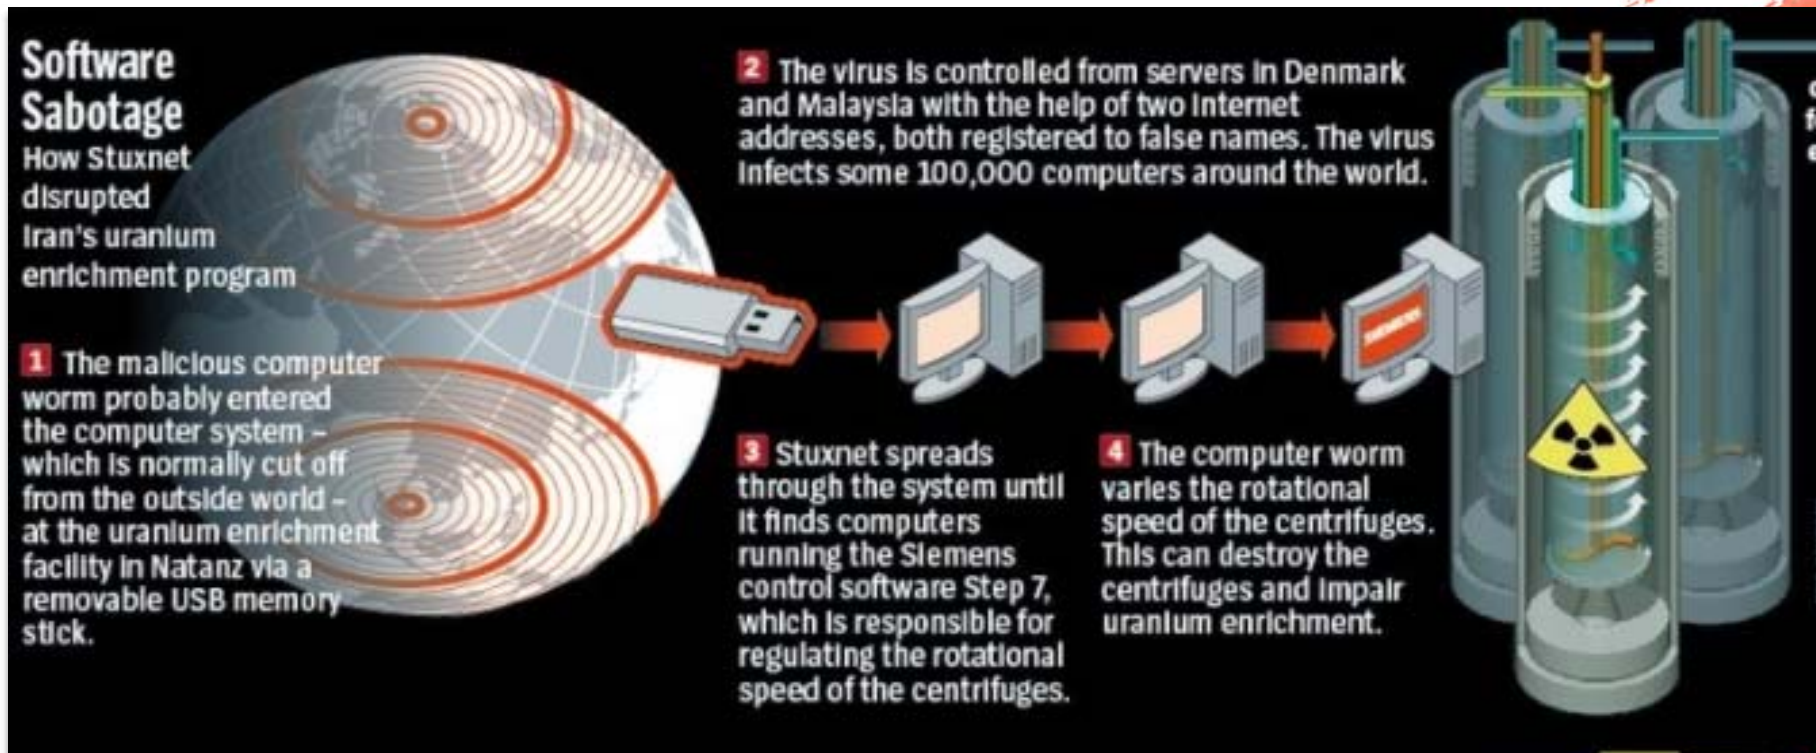 Software
Sabotage
How Stuxnet
disrupted
Iran's uranium
enrichment program
1 The malicious computer
worm probably entered
the computer system –
which is normally cut off
from the outside world –
at the uranium enrichment
facility in Natanz via a
removable USB memory
stick.
2 The virus is controlled from servers in Denmark
and Malaysia with the help of two Internet
addresses, both registered to false names. The virus
infects some 100,000 computers around the world.
SIEMENS
3 Stuxnet spreads
through the system until
it finds computers
running the Siemens
control software Step 7,
which is responsible for
regulating the rotational
speed of the centrifuges.
4 The computer worm
varies the rotational
speed of the centrifuges.
This can destroy the
centrifuges and impair
uranium enrichment.